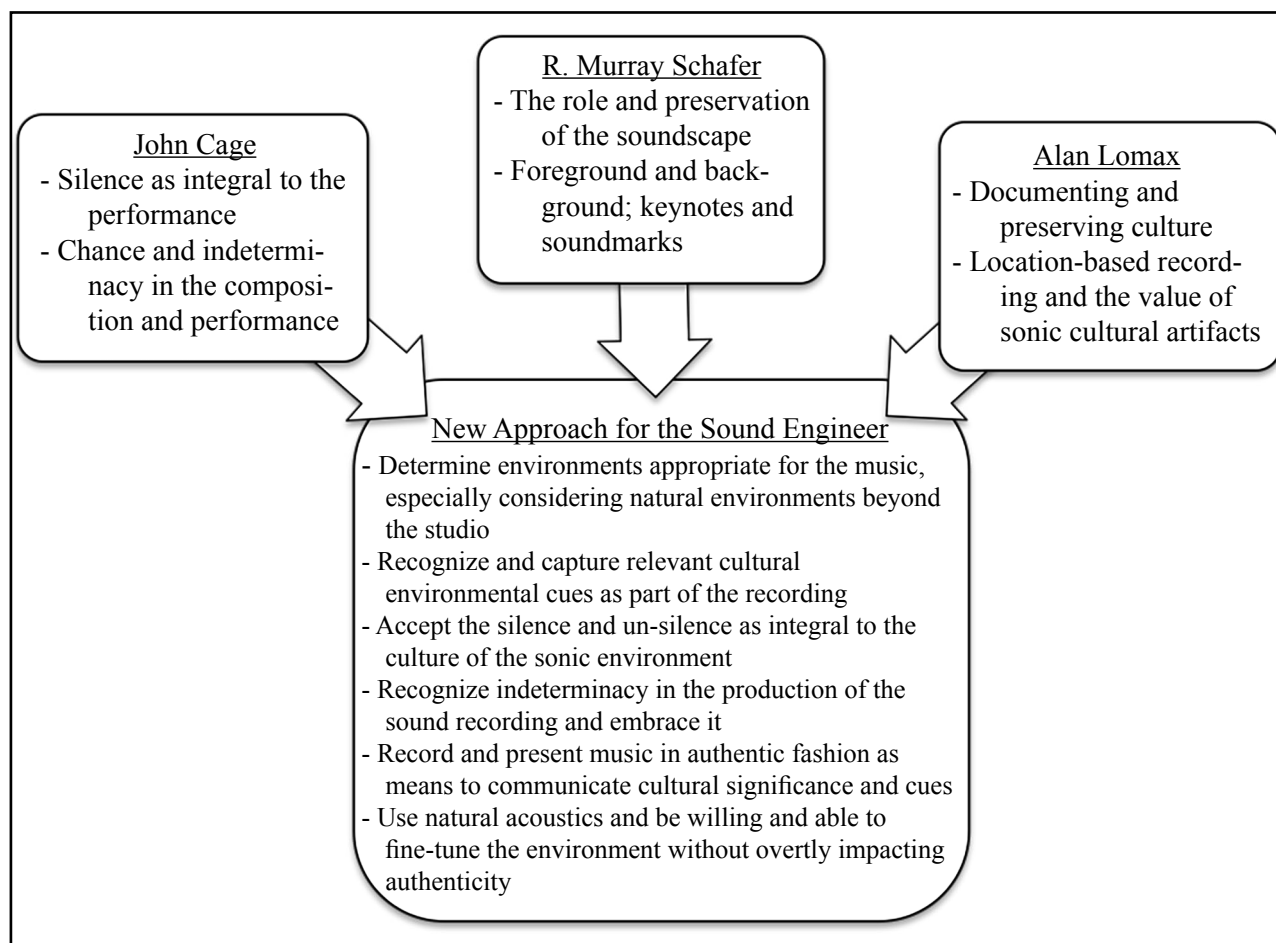 John Cage
- Silence as integral to the
performance
- Chance and indetermi-
nacy in the composi-
tion and performance
R. Murray Schafer
- The role and preservation
of the soundscape
- Foreground and back-
ground; keynotes and
soundmarks
Alan Lomax
- Documenting and
preserving culture
- Location-based record-
ing and the value of
sonic cultural artifacts
New Approach for the Sound Engineer
- Determine environments appropriate for the music,
especially considering natural environments beyond
the studio
- Recognize and capture relevant cultural
environmental cues as part of the recording
- Accept the silence and un-silence as integral to the
culture of the sonic environment
- Recognize indeterminacy in the production of the
sound recording and embrace it
- Record and present music in authentic fashion as
means to communicate cultural significance and cues
- Use natural acoustics and be willing and able to
fine-tune the environment without overtly impacting
authenticity